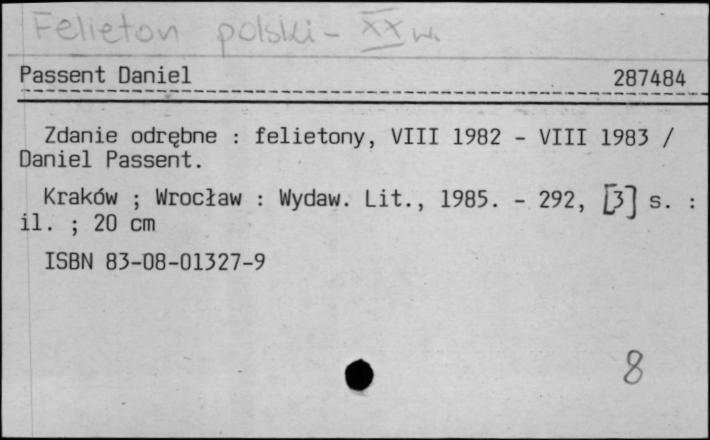 Felieton polski - XX w.
Passent Daniel 287484
Zdanie odrębne : felietony, VIII 1982 - VIII 1983 /
Daniel Passent.
Kraków ; Wrocław : Wydaw. Lit., 1985. - 292, [3] s. :
il. ; 20 cm
ISBN 83-08-01327-9
8